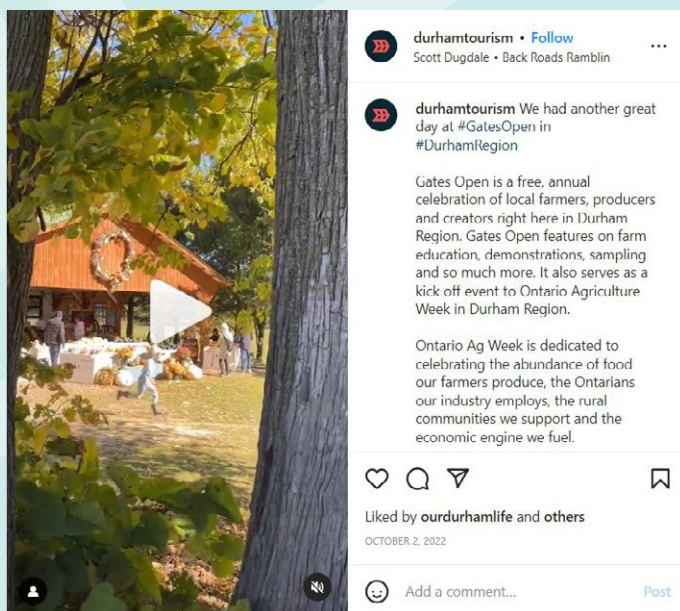 durhamtourism • Follow
Scott Dugdale • Back Roads Ramblin
durhamtourism We had another great
day at #GatesOpen in
#DurhamRegion
Gates Open is a free, annual
celebration of local farmers, producers
and creators right here in Durham
Region. Gates Open features on farm
education, demonstrations, sampling
and so much more. It also serves as a
kick off event to Ontario Agriculture
Week in Durham Region.
Ontario Ag Week is dedicated to
celebrating the abundance of food
our farmers produce, the Ontarians
our industry employs, the rural
communities we support and the
economic engine we fuel.
Liked by ourdurhamlife and others
OCTOBER 2, 2022
Add a comment...
Post